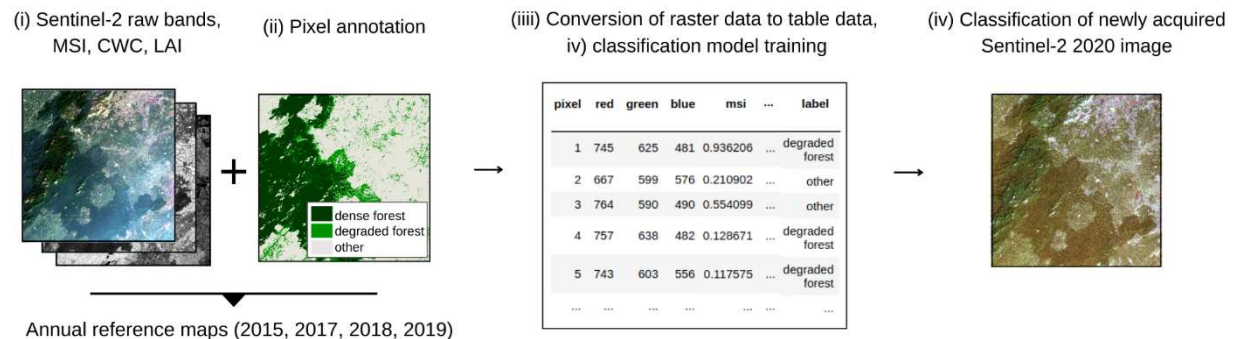 (i) Sentinel-2 raw bands,
MSI, CWC, LAI
(ii) Pixel annotation
dense forest
degraded forest
other
Annual reference maps (2015, 2017, 2018, 2019)
(iiii) Conversion of raster data to table data,
iv) classification model training
pixel red green blue msi ... label
1 745 625 481 0.936206 ... degraded
forest
2 667 599 576 0.210902 ... other
3 764 590 490 0.554099 ... other
4 757 638 482 0.128671 ... degraded
forest
5 743 603 556 0.117575 ... degraded
forest
... ... ... ... ... ... ...
(iv) Classification of newly acquired
Sentinel-2 2020 image